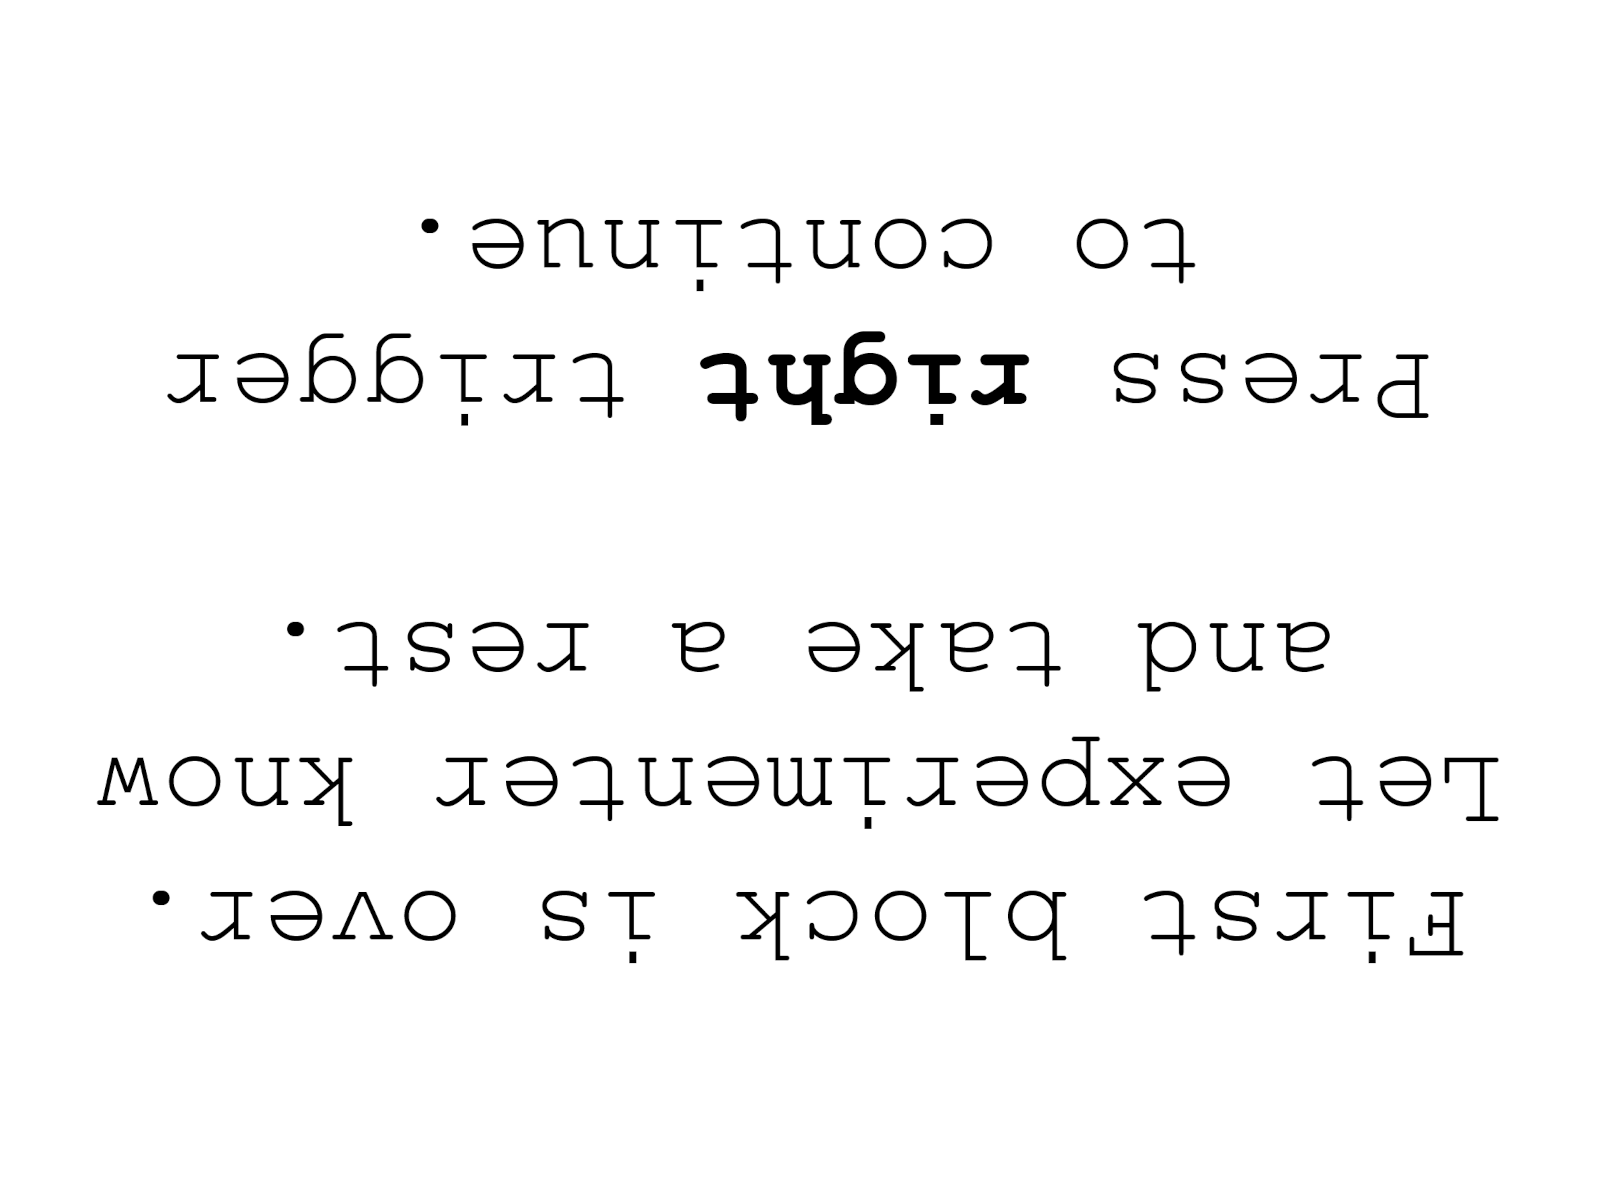 First block is over.
Let experimenter know
and take a rest.
Press right trigger
to continue.